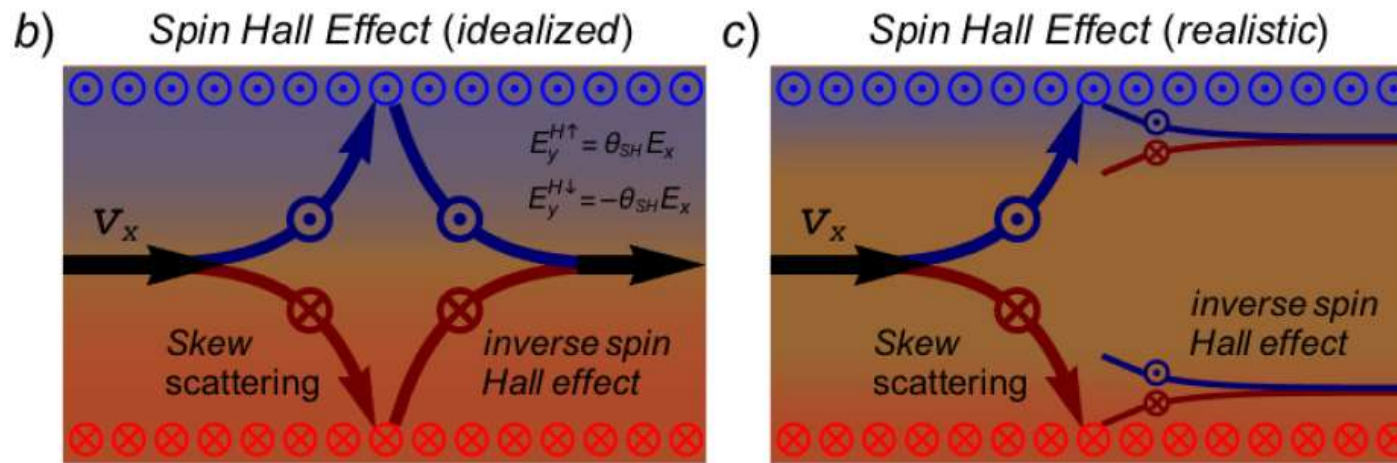 b) Spin Hall Effect (idealized)
E_y^{H↑} = θ_{SH} E_x
E_y^{H↓} = -θ_{SH} E_x
v_x
Skew
scattering
inverse spin
Hall effect
c) Spin Hall Effect (realistic)
v_x
Skew
scattering
inverse spin
Hall effect